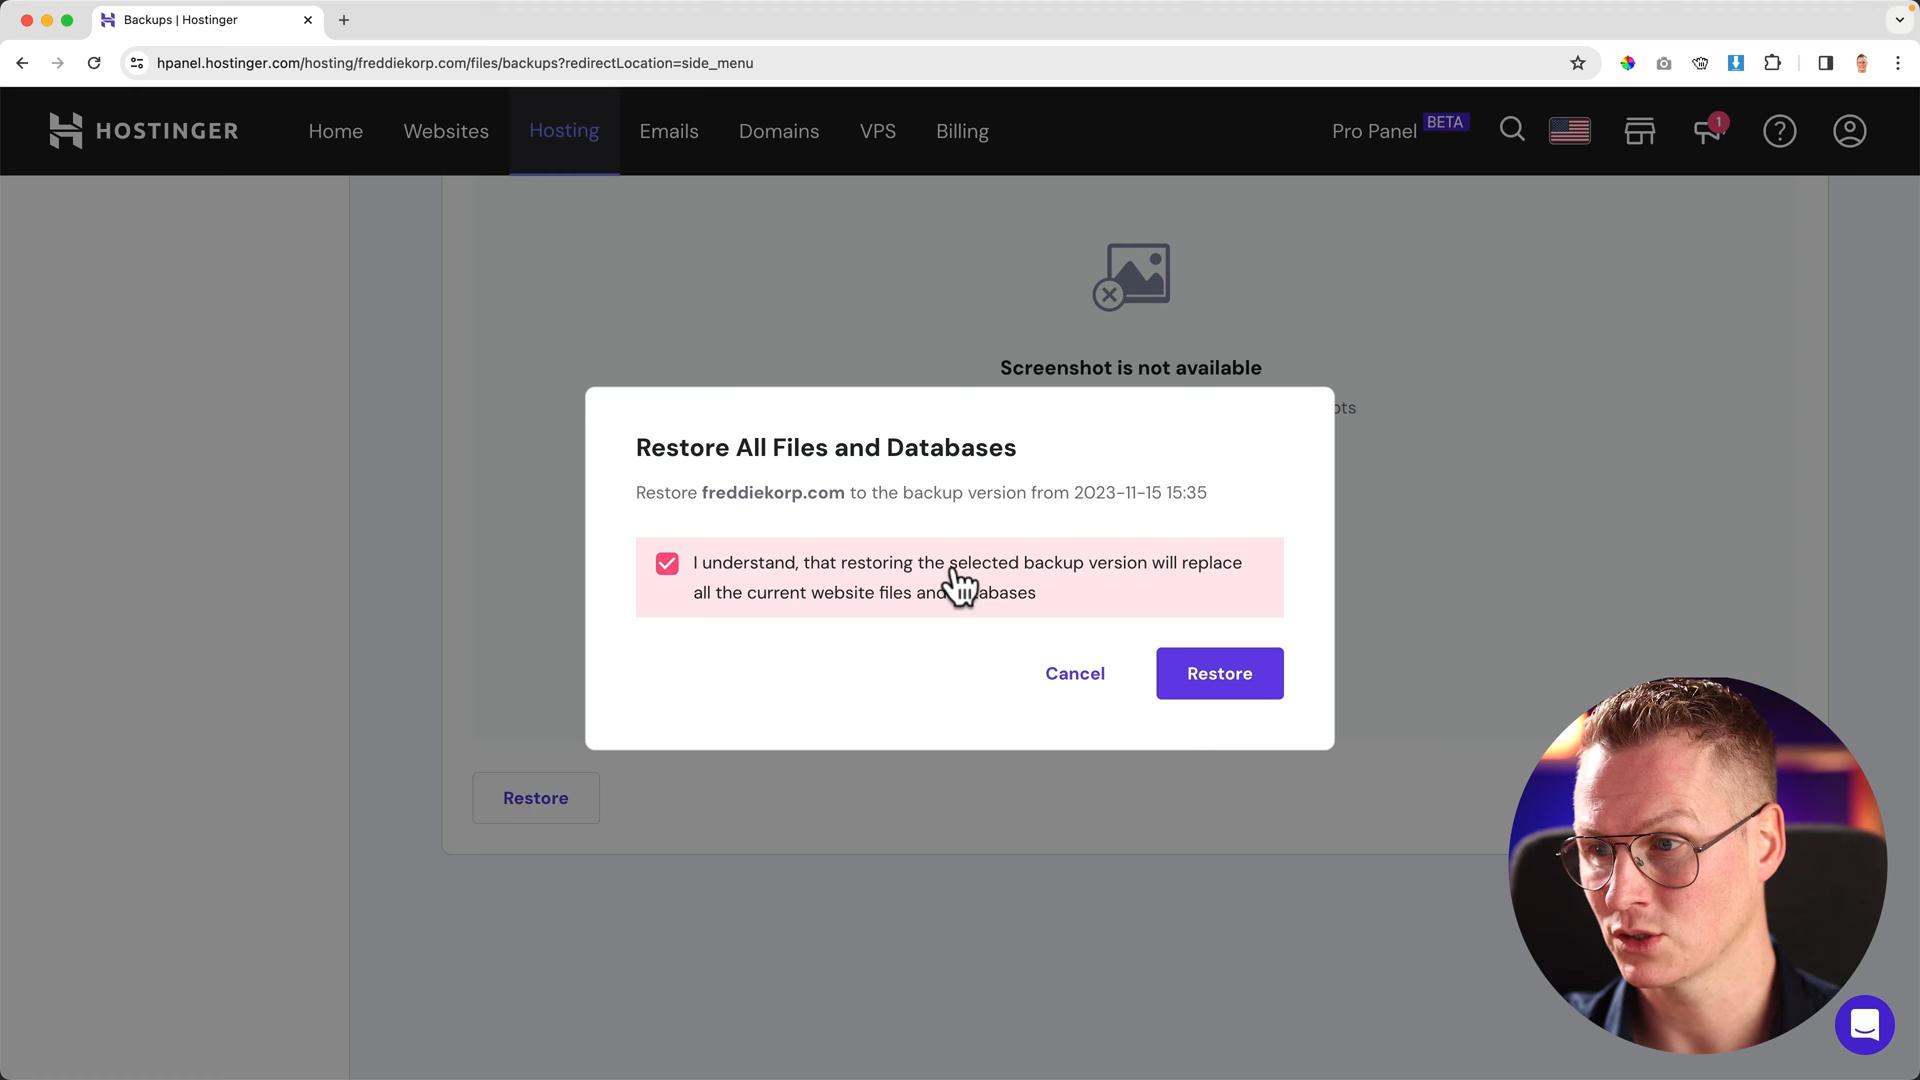 Backups | Hostinger
hpanel.hostinger.com/hosting/freddiekorp.com/files/backups?redirectLocation=side_menu
HOSTINGER
Home
Websites
Hosting
Emails
Domains
VPS
Billing
Pro Panel
BETA
1
Screenshot is not available
ots
Restore All Files and Databases
Restore freddiekorp.com to the backup version from 2023-11-15 15:35
I understand, that restoring the selected backup version will replace
all the current website files and abases
Cancel
Restore
Restore